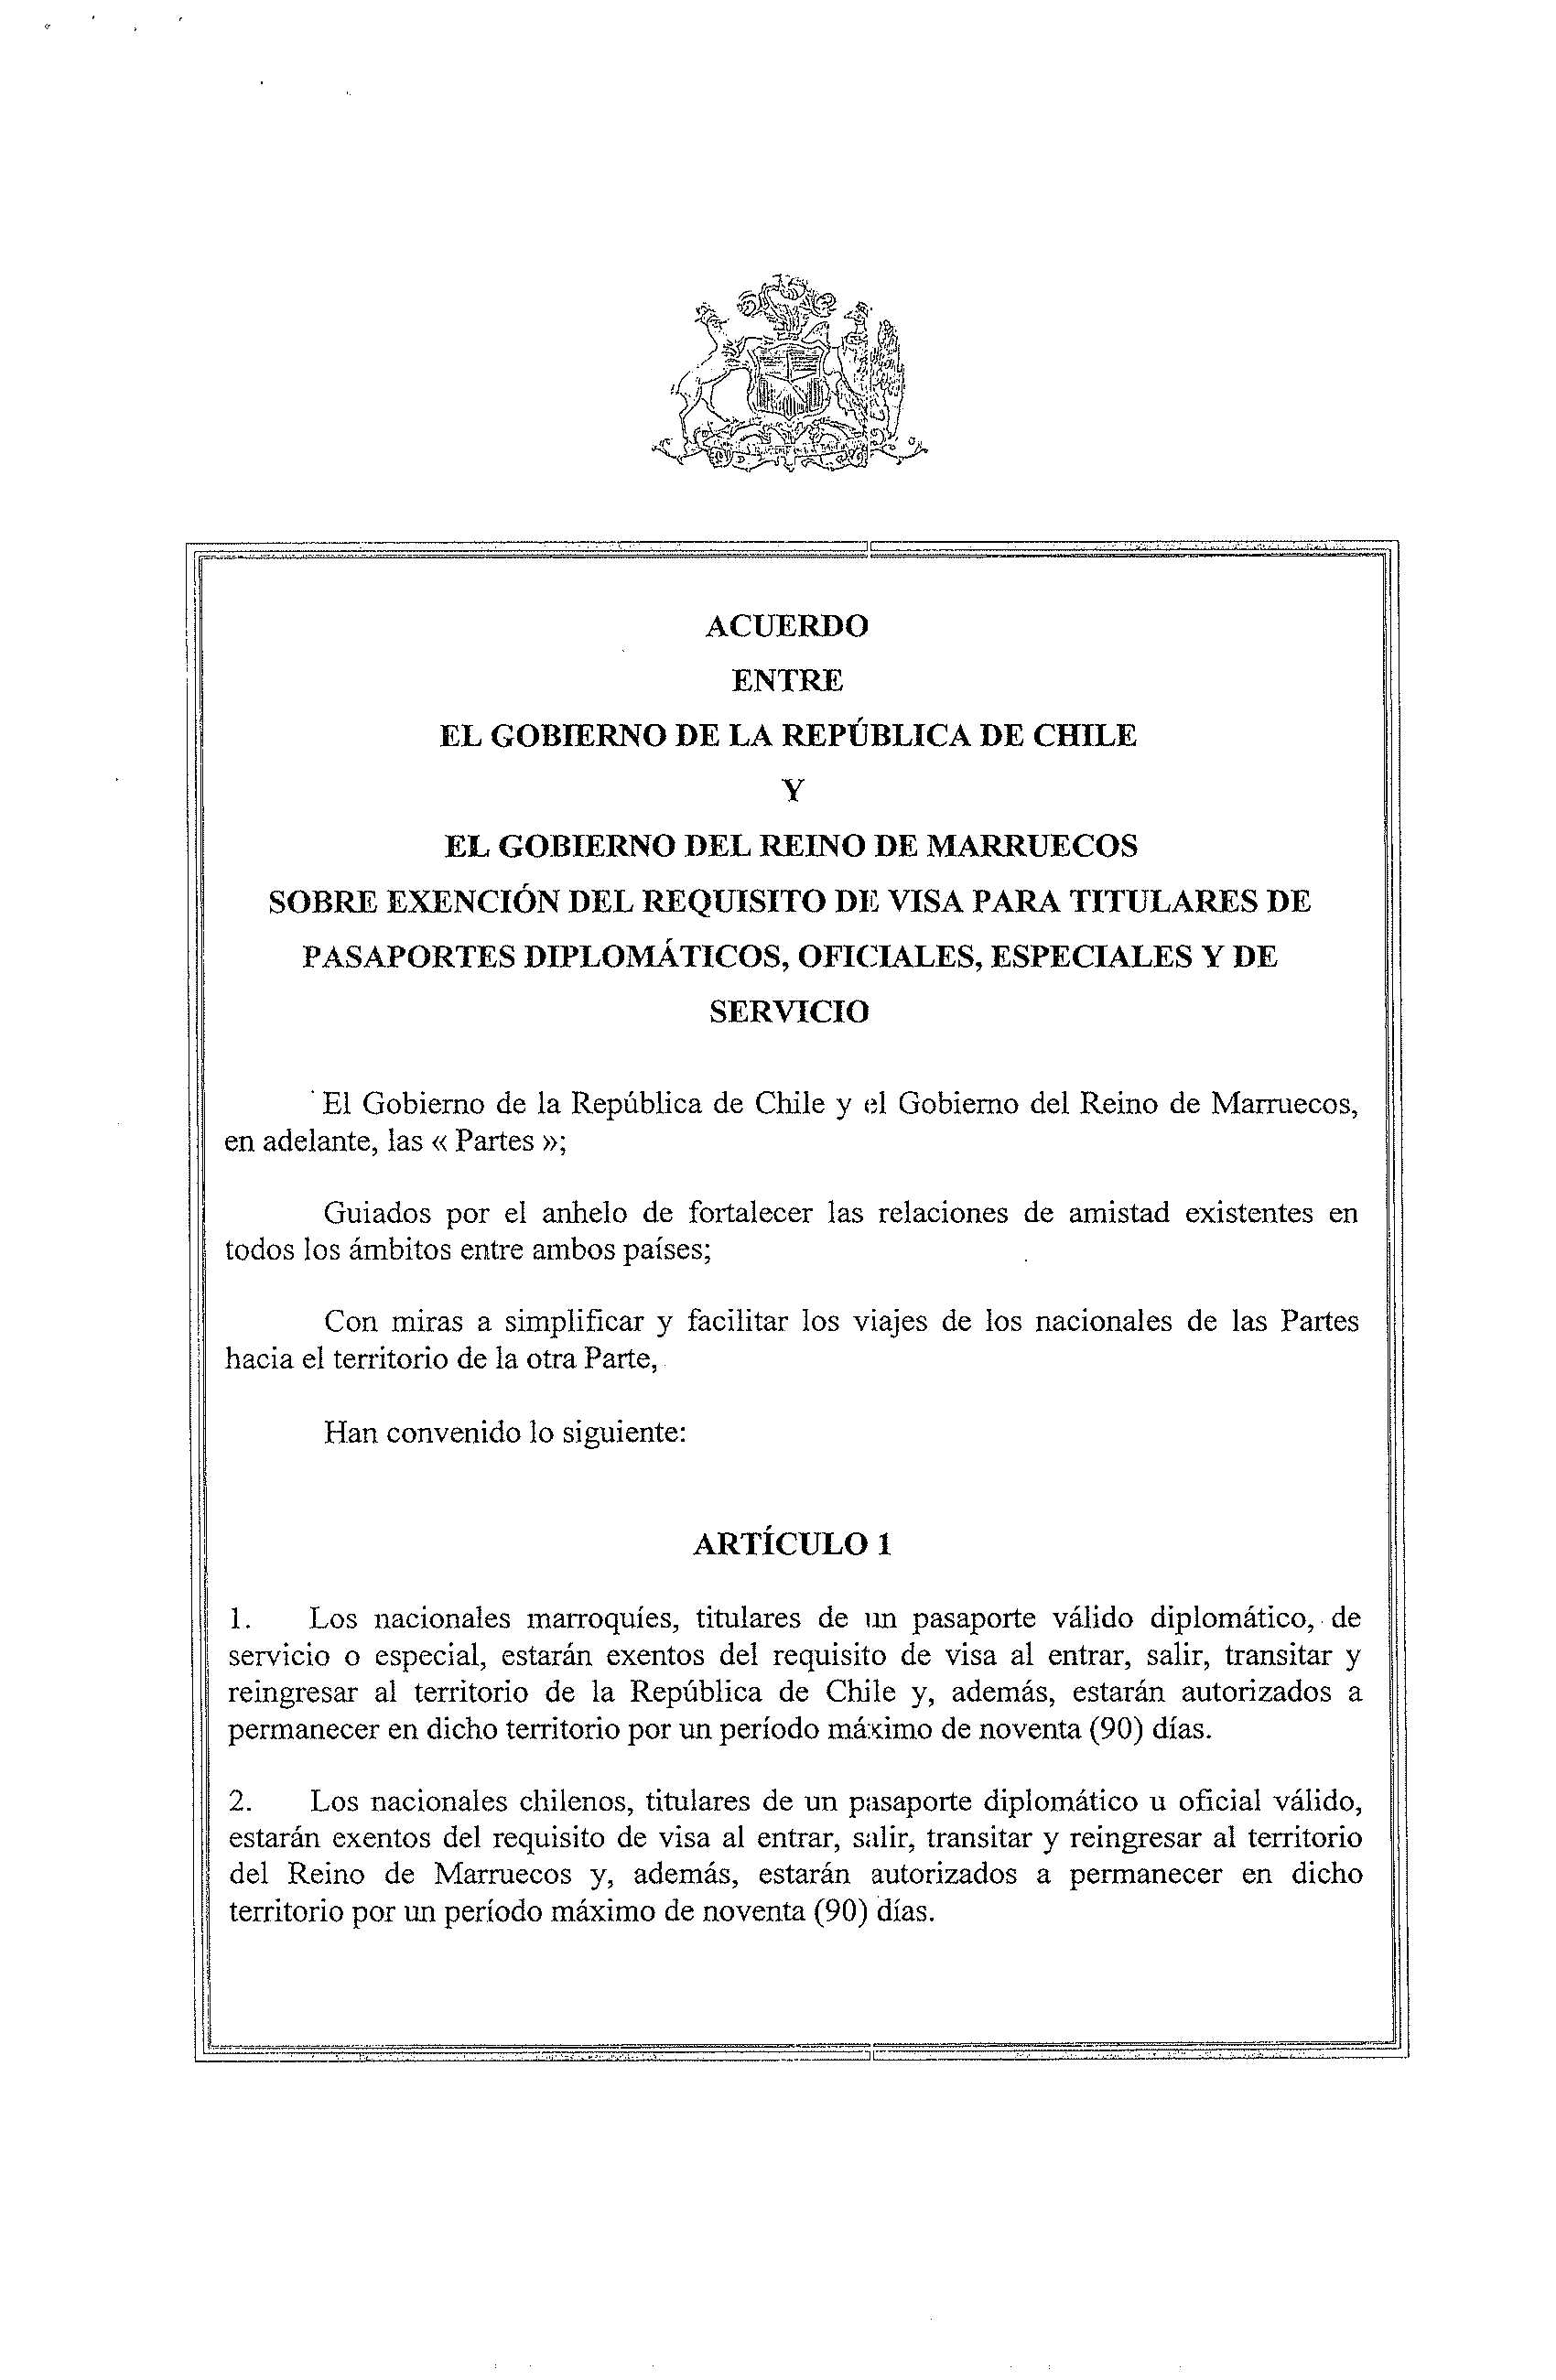 ACUERDO
ENTRE
EL GOBIERNO DE LA REPÚBLICA DE CHILE
Y
EL GOBIERNO DEL REINO DE MARRUECOS
SOBRE EXENCIÓN DEL REQUISITO DE VISA PARA TITULARES DE
PASAPORTES DIPLOMÁTICOS, OFICIALES, ESPECIALES Y DE
SERVICIO
El Gobierno de la República de Chile y el Gobierno del Reino de Marruecos,
en adelante, las « Partes »;
Guiados por el anhelo de fortalecer las relaciones de amistad existentes en
todos los ámbitos entre ambos países;
Con miras a simplificar y facilitar los viajes de los nacionales de las Partes
hacia el territorio de la otra Parte,
Han convenido lo siguiente:
ARTÍCULO 1
1. Los nacionales marroquíes, titulares de un pasaporte válido diplomático, de
servicio o especial, estarán exentos del requisito de visa al entrar, salir, transitar y
reingresar al territorio de la República de Chile y, además, estarán autorizados a
permanecer en dicho territorio por un período máximo de noventa (90) días.
2. Los nacionales chilenos, titulares de un pasaporte diplomático u oficial válido,
estarán exentos del requisito de visa al entrar, salir, transitar y reingresar al territorio
del Reino de Marruecos y, además, estarán autorizados a permanecer en dicho
territorio por un período máximo de noventa (90) días.